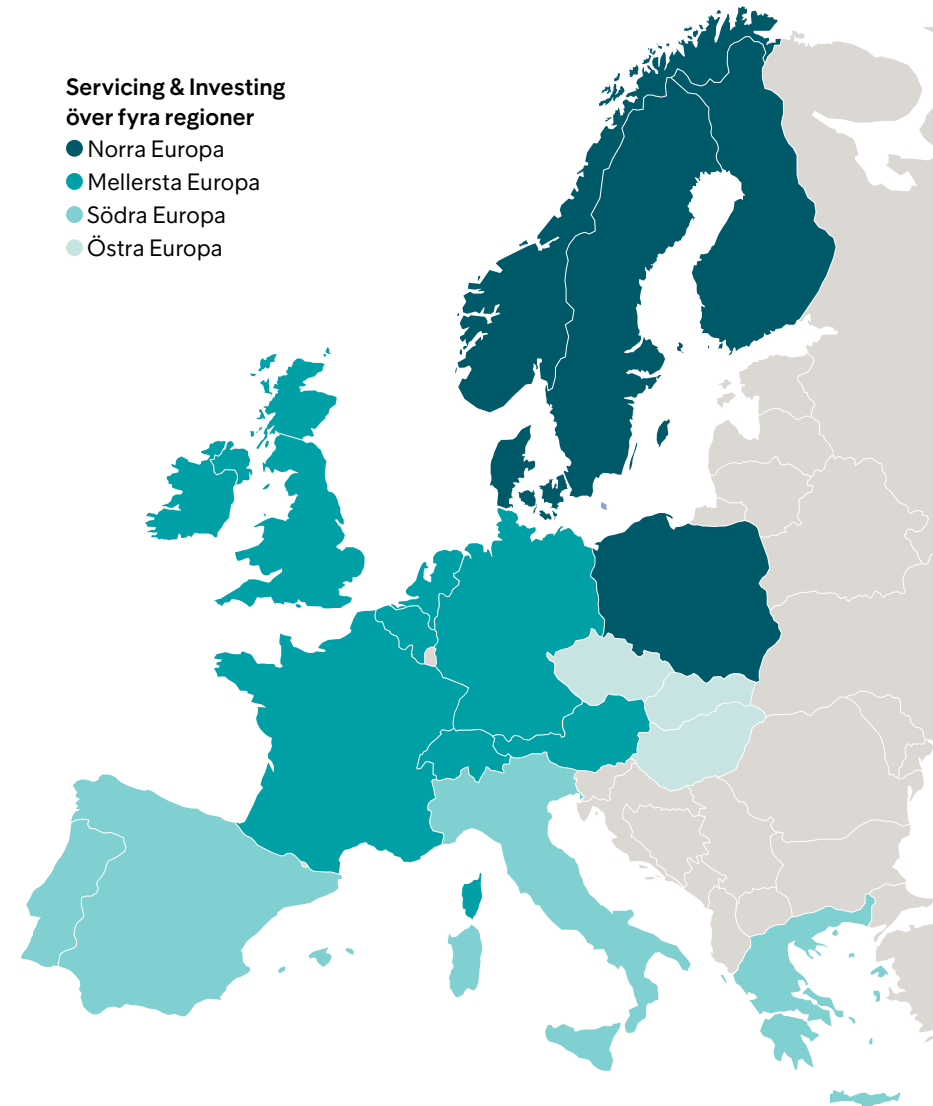 Servicing & Investing
över fyra regioner
Norra Europa
Mellersta Europa
Södra Europa
Östra Europa